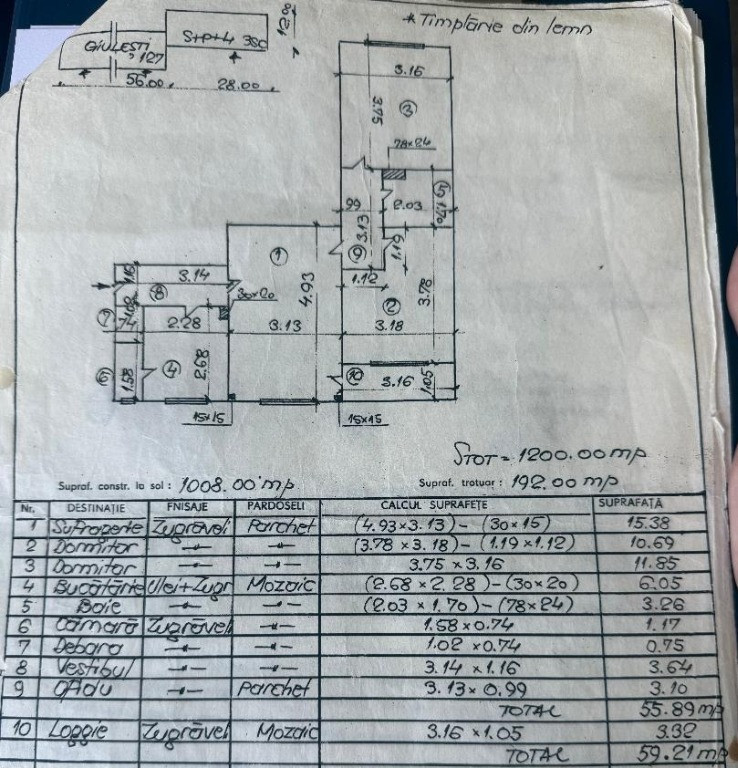 *Timplărie din lemn
GIULEȘTI 127
S+P+4 3SC
12.00
56.00 28.00
3.16
3.75
③
78×24
⑤
1.70
99 2.03
3.13
1.19
⑨
①
4.93
1.16
3.14
⑧
30×20
1.12
②
3.78
1.02
⑦
74
2.28
3.13
3.18
⑥
1.58
④
2.68
⑩
3.16
1.05
15×15
15×15
STOT = 1200.00 mp
Supraf. constr. la sol : 1008.00 mp Supraf. trotuar : 192.00 mp
Nr. DESTINAȚIE FNISAJE PARDOSELI CALCUL SUPRAFEȚE SUPRAFAȚĂ
1 Sufragerie Zugrăveli Parchet (4.93×3.13) - (30×15) 15.38
2 Dormitor -〃- -〃- (3.78 × 3.18) - (1.19×1.12) 10.69
3 Dormitor -〃- -〃- 3.75 × 3.16 11.85
4 Bucătărie Ulei+Zugr Mozaic (2.68×2.28) - (30×20) 6.05
5 Baie -〃- -〃- (2.03 × 1.70) - (78×24) 3.26
6 Cămară Zugrăveli -〃- 1.58×0.74 1.17
7 Debara -〃- -〃- 1.02 ×0.74 0.75
8 Vestibul -〃- -〃- 3.14 ×1.16 3.64
9 -〃- Parchet 3.13× 0.99 3.10
TOTAL 55.89 mp
10 Loggie Zugrăvel Mozaic 3.16 ×1.05 3.32
TOTAL 59.21 mp